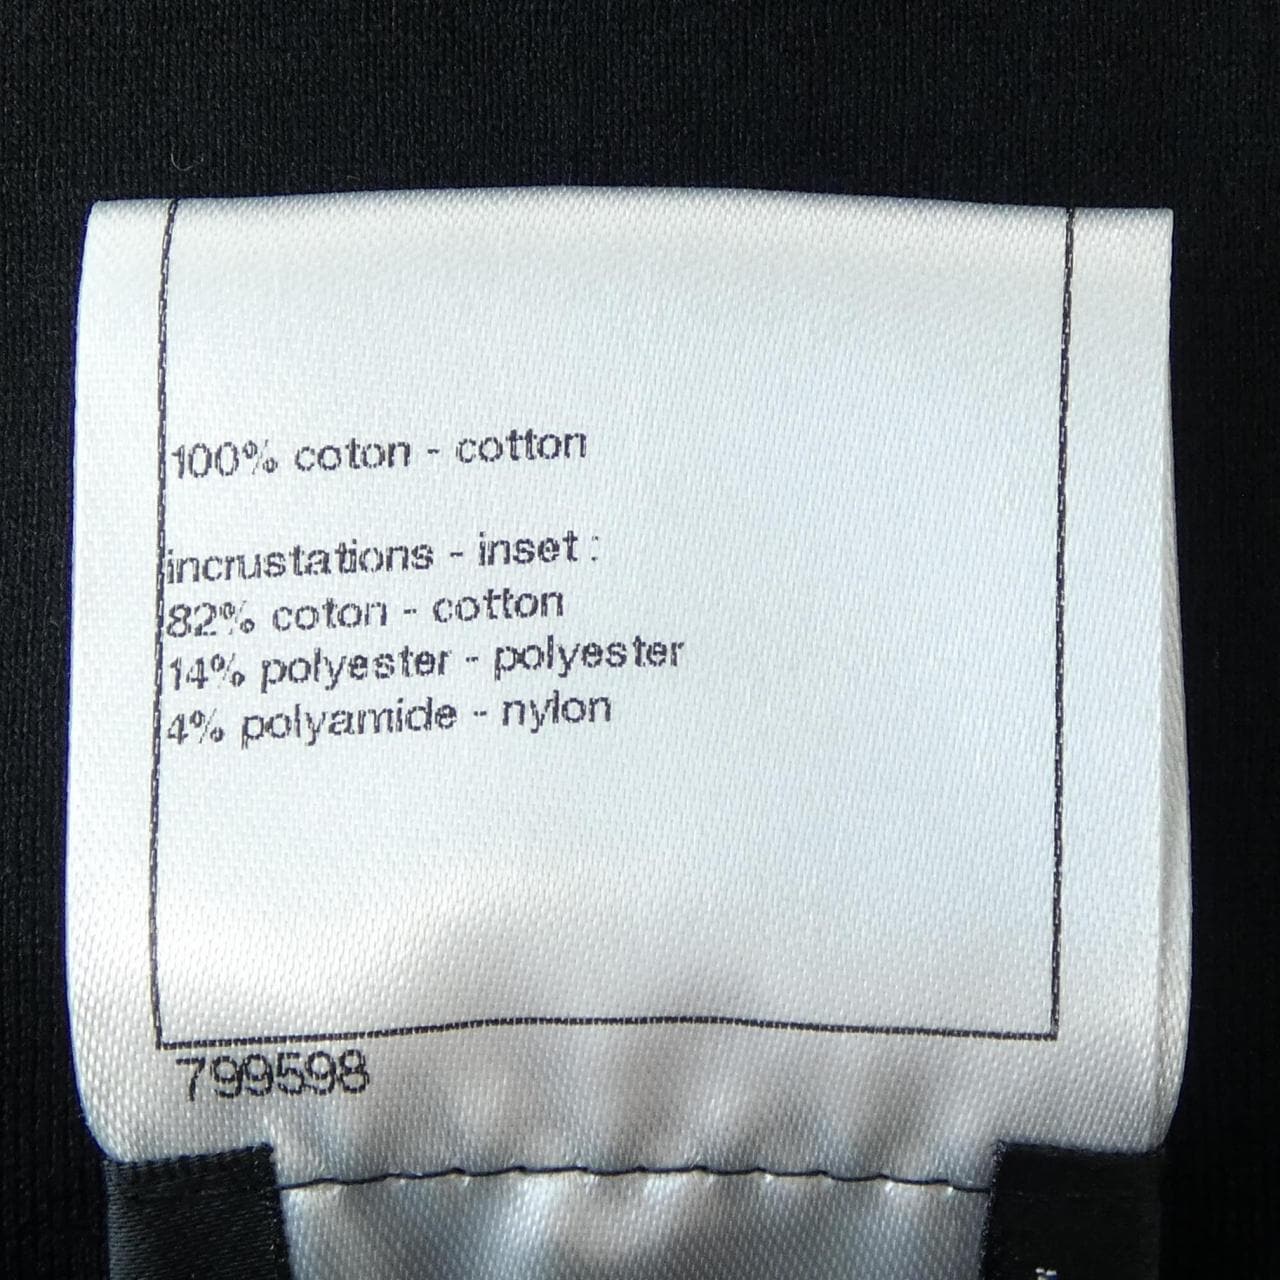 100% coton - cotton
incrustations - inset :
82% coton - cotton
14% polyester - polyester
4% polyamide - nylon
799598